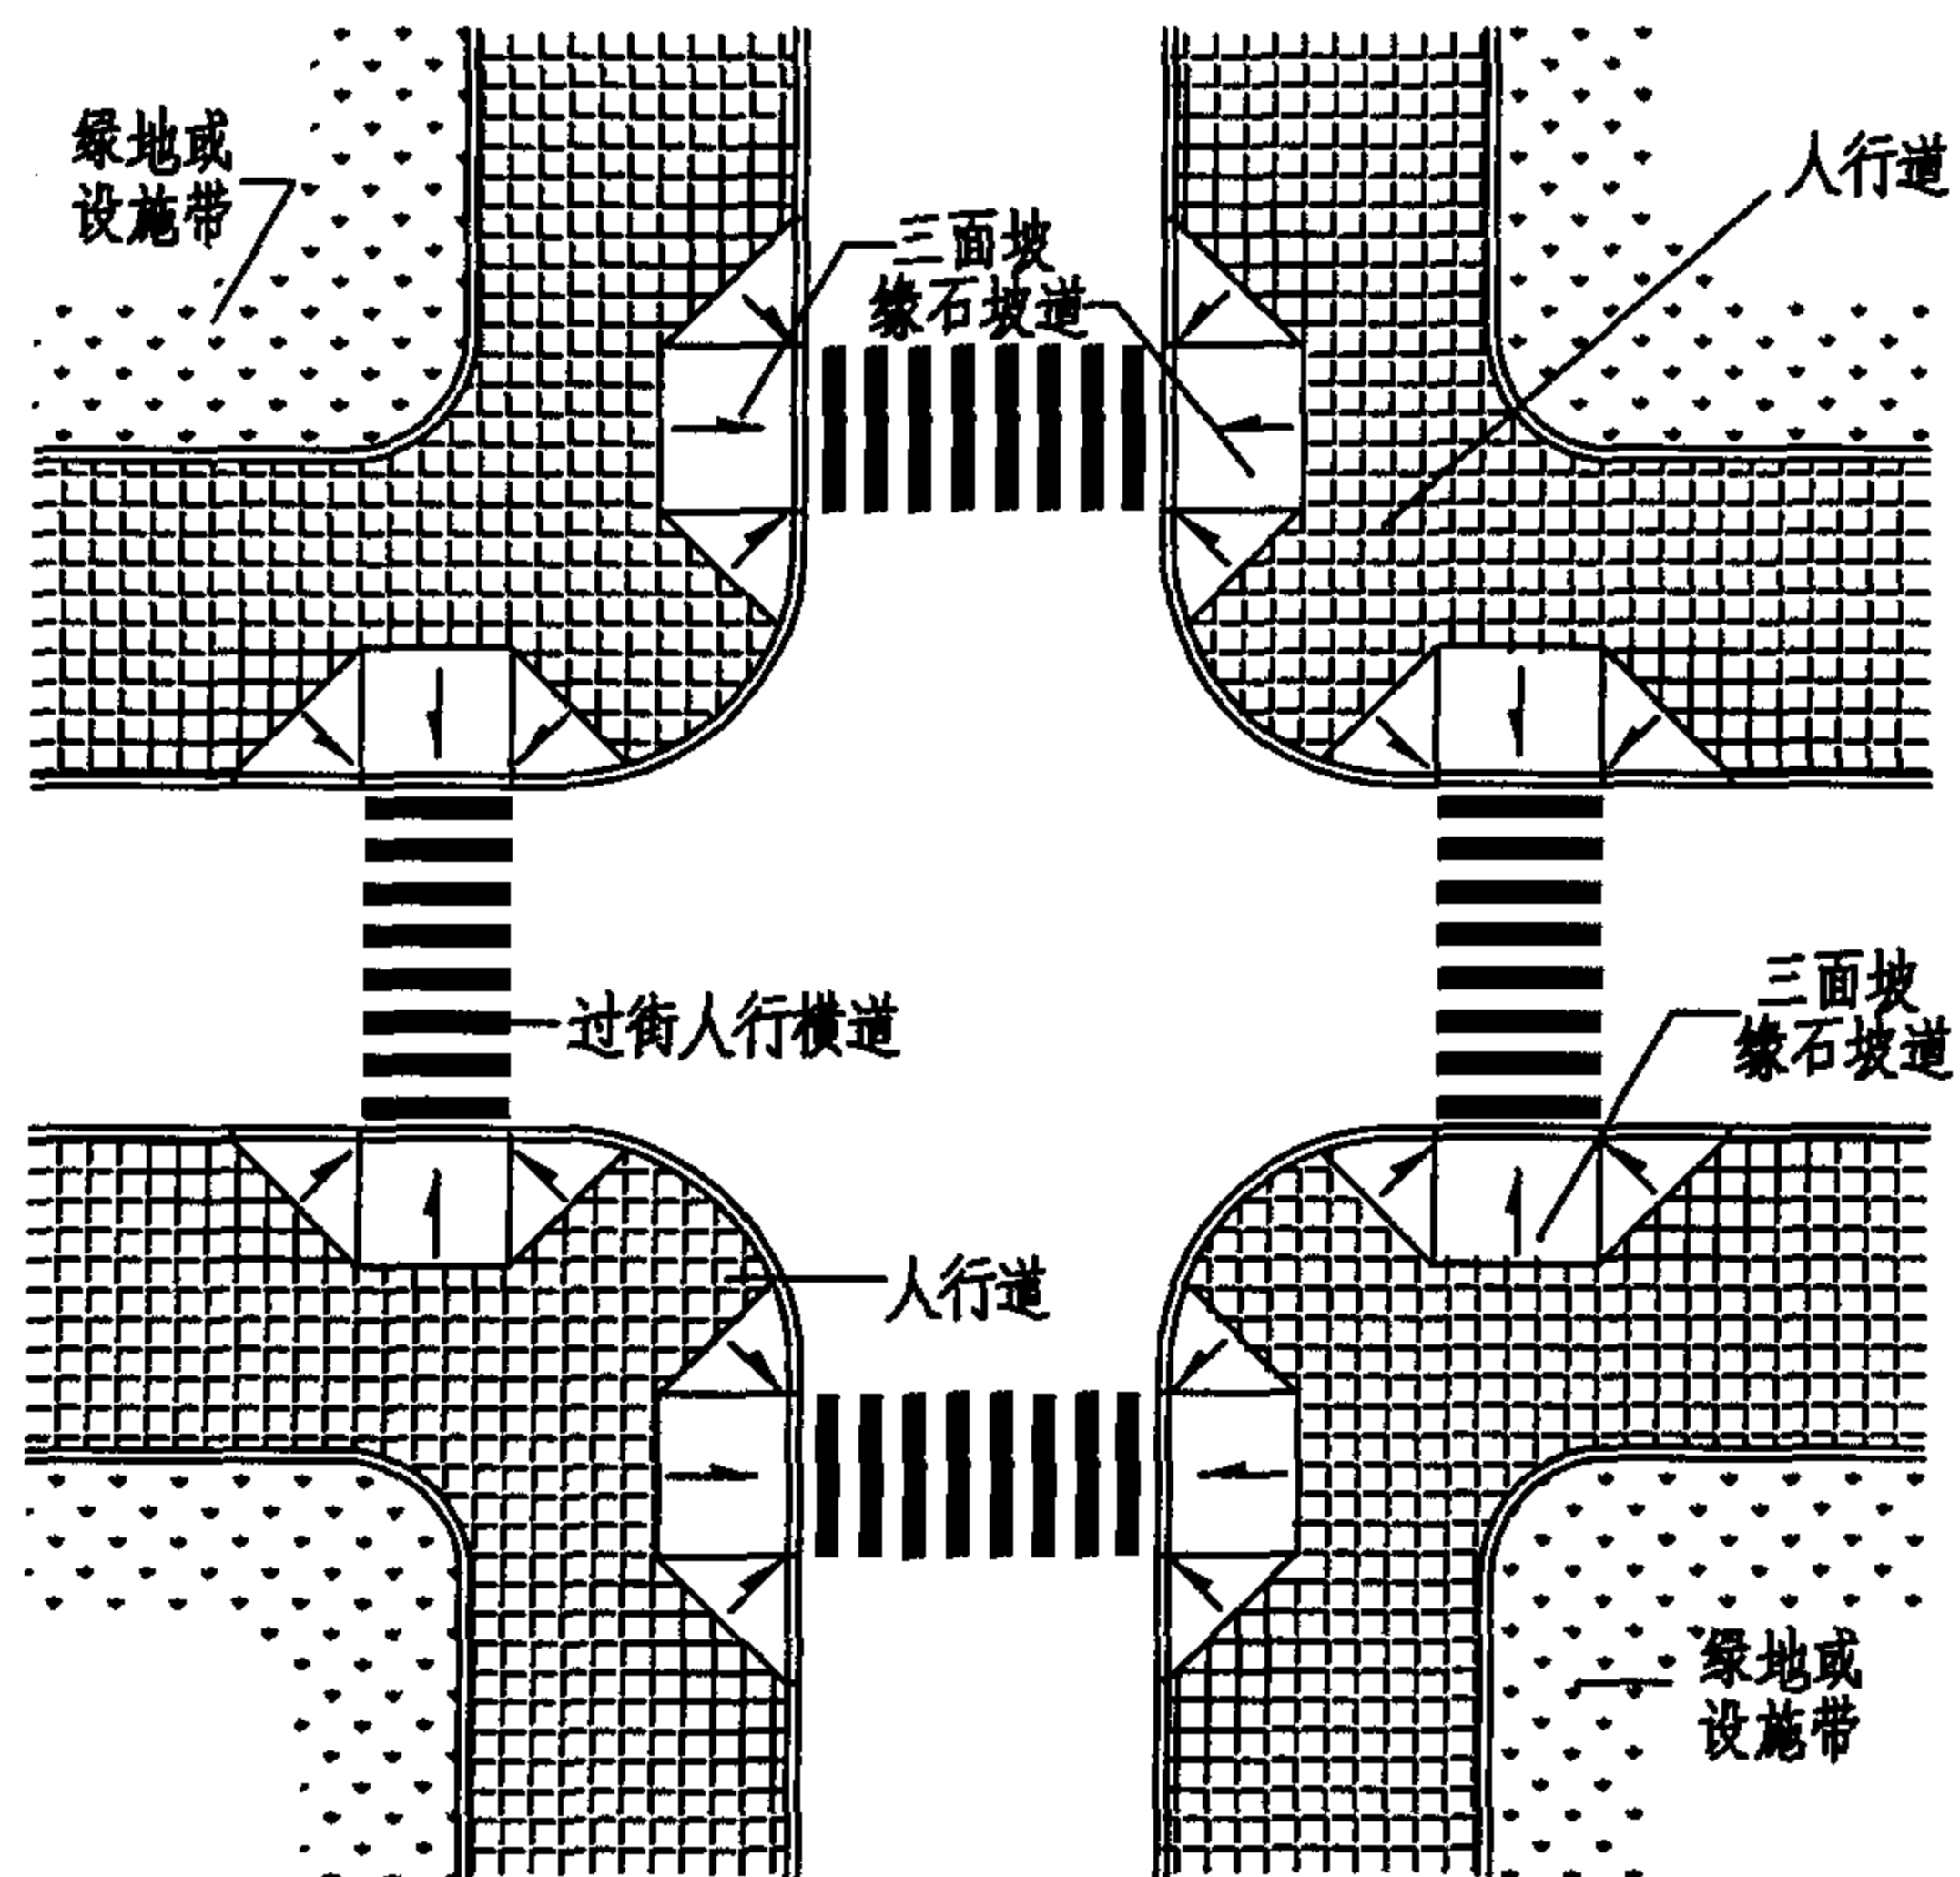 绿地或
设施带
三面坡
缘石坡道
人行道
过街人行横道
三面坡
缘石坡道
人行道
绿地或
设施带